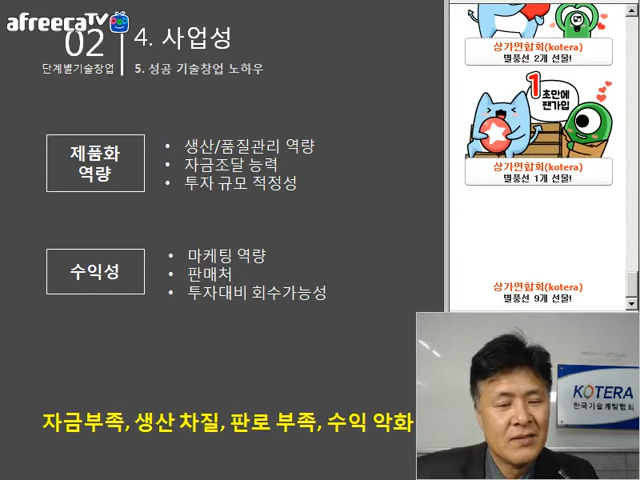 afreecaTV
02
단계별기술창업
4. 사업성
5. 성공 기술창업 노하우
제품화
역량
• 생산/품질관리 역량
• 자금조달 능력
• 투자 규모 적정성
수익성
• 마케팅 역량
• 판매처
• 투자대비 회수가능성
자금부족, 생산 차질, 판로 부족, 수익 악화
상가연합회(kotera)
별풍선 2개 선물!
1초만에
팬가입
상가연합회(kotera)
별풍선 1개 선물!
상가연합회(kotera)
별풍선 9개 선물!
KOTERA
한국기술개발협회